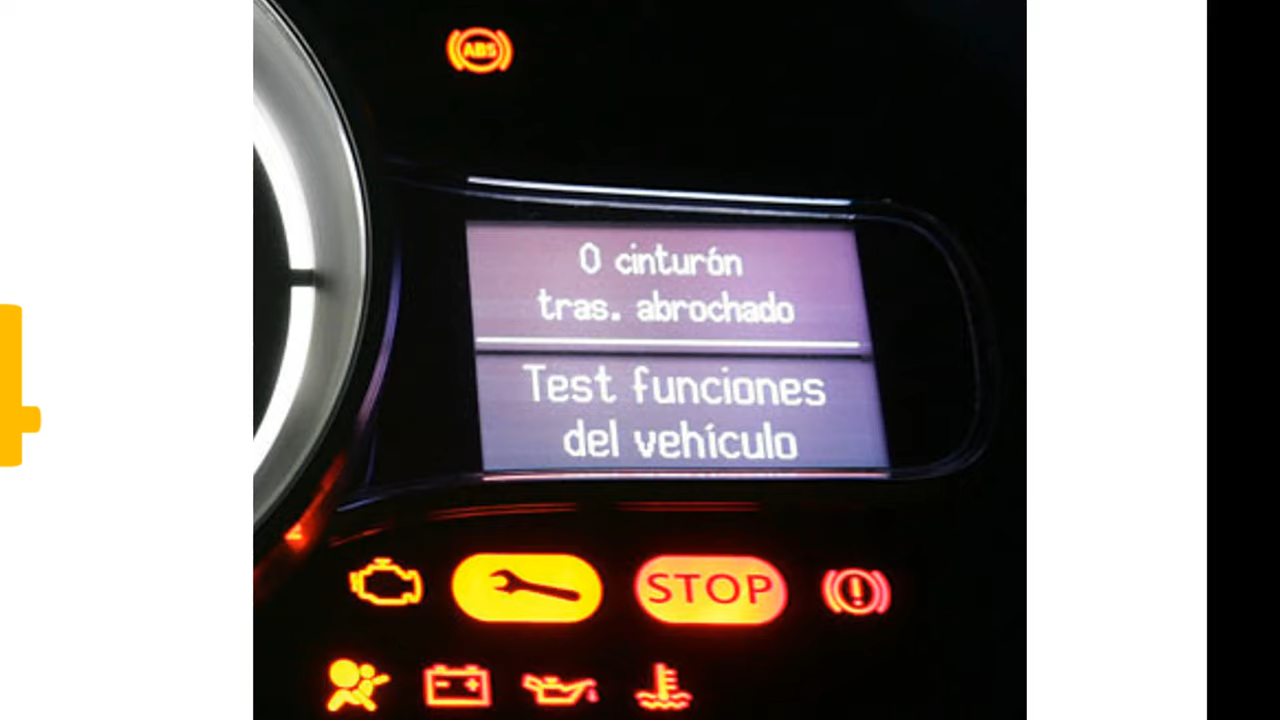 ABS
0 cinturón
tras. abrochado
Test funciones
del vehículo
STOP